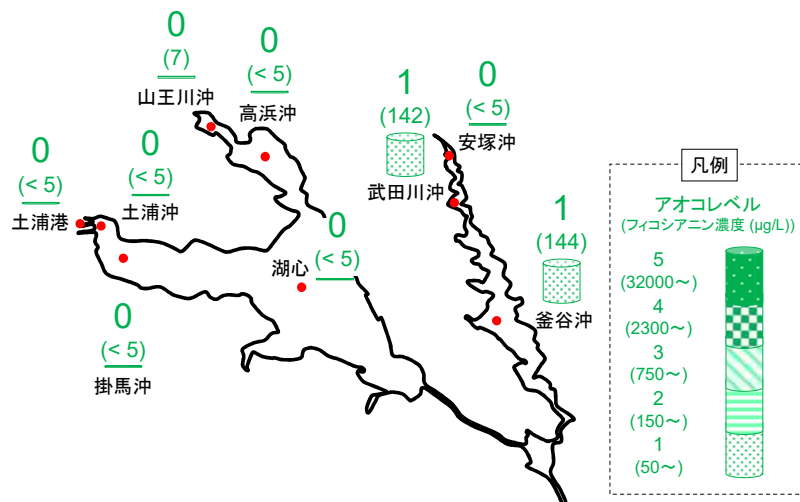 0
(7)
山王川沖
0
(< 5)
高浜沖
1
(142)
武田川沖
0
(< 5)
安塚沖
0
(< 5)
土浦港
0
(< 5)
土浦沖
0
(< 5)
湖心
1
(144)
釜谷沖
0
(< 5)
掛馬沖
凡例
アオコレベル
(フィコシアニン濃度 (µg/L))
5
(32000～)
4
(2300～)
3
(750～)
2
(150～)
1
(50～)